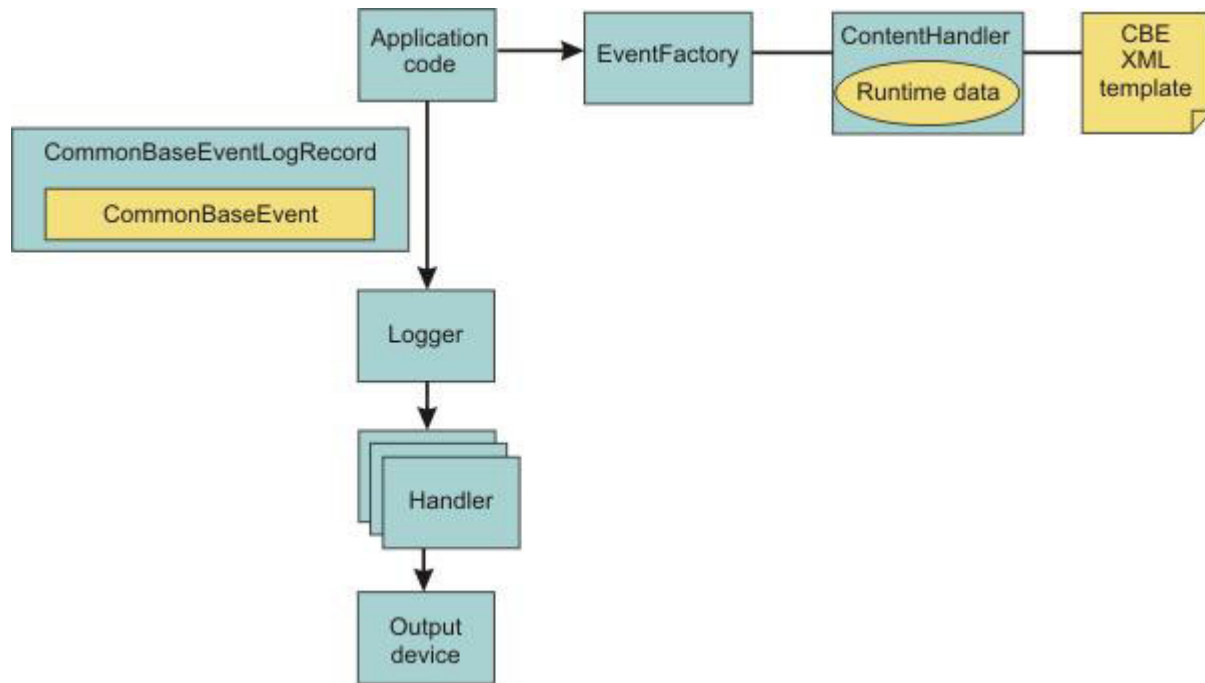 Application
code
EventFactory
ContentHandler
Runtime data
CBE
XML
template
CommonBaseEventLogRecord
CommonBaseEvent
Logger
Handler
Output
device